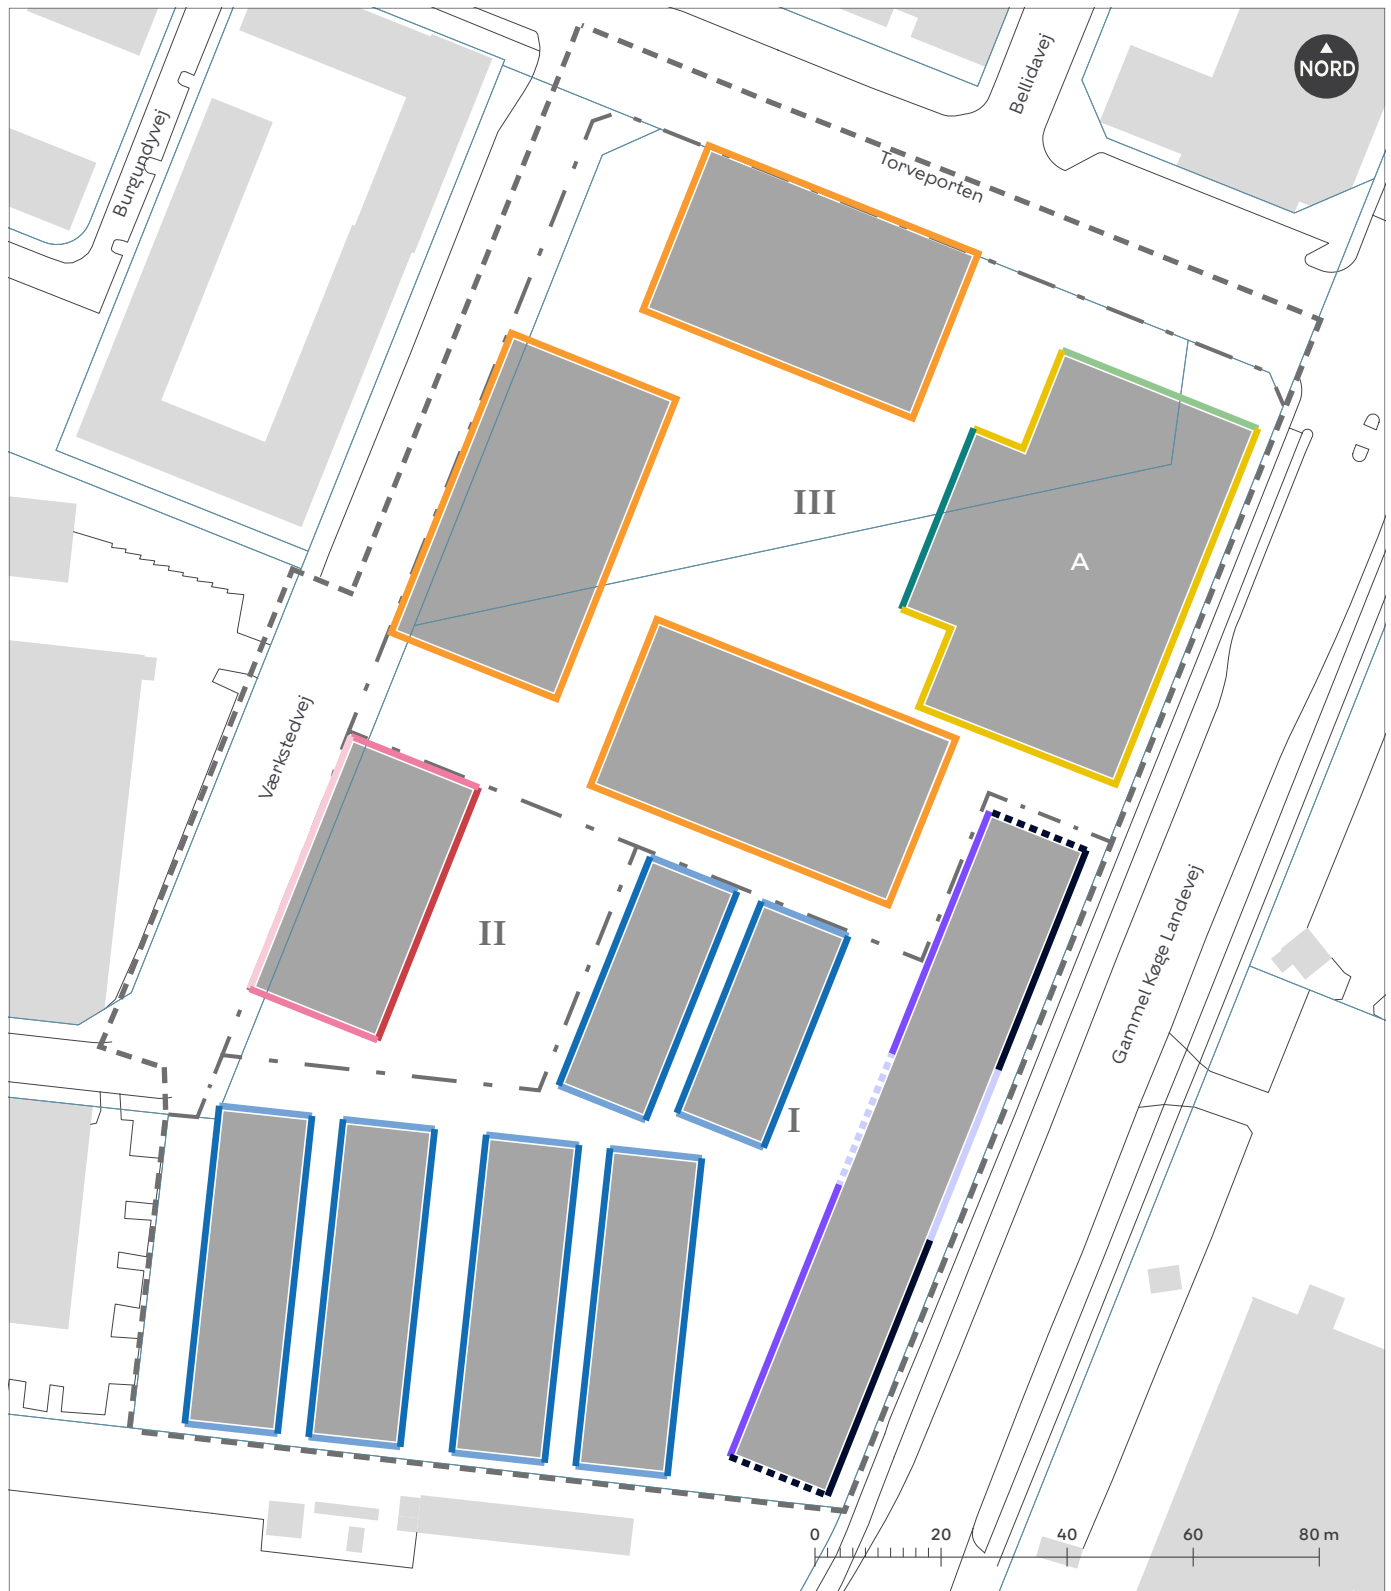 NORD
Bellidavej
Burgundyvej
Torveporten
III
A
Værkstedvej
II
Gammel Køge Landevej
I
0 20 40 60 80 m